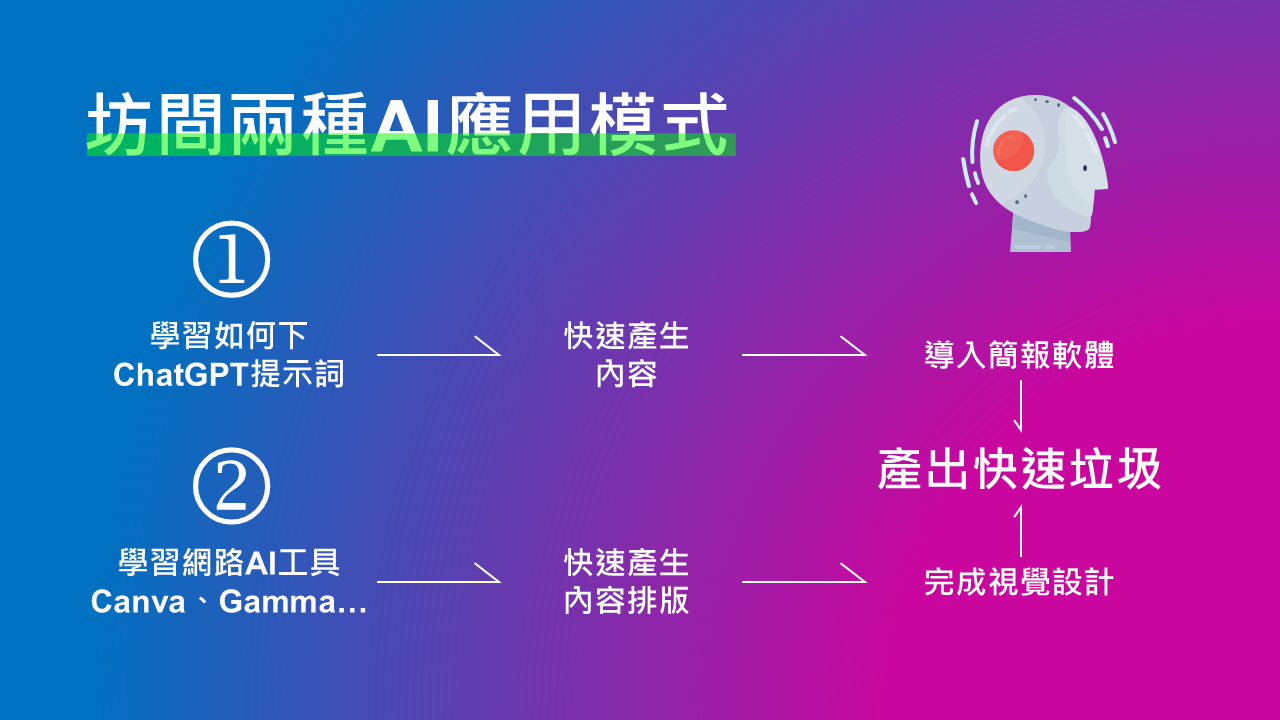 坊間兩種AI應用模式
①
學習如何下
ChatGPT提示詞
快速產生
內容
導入簡報軟體
產出快速垃圾
②
學習網路AI工具
Canva、Gamma…
快速產生
內容排版
完成視覺設計